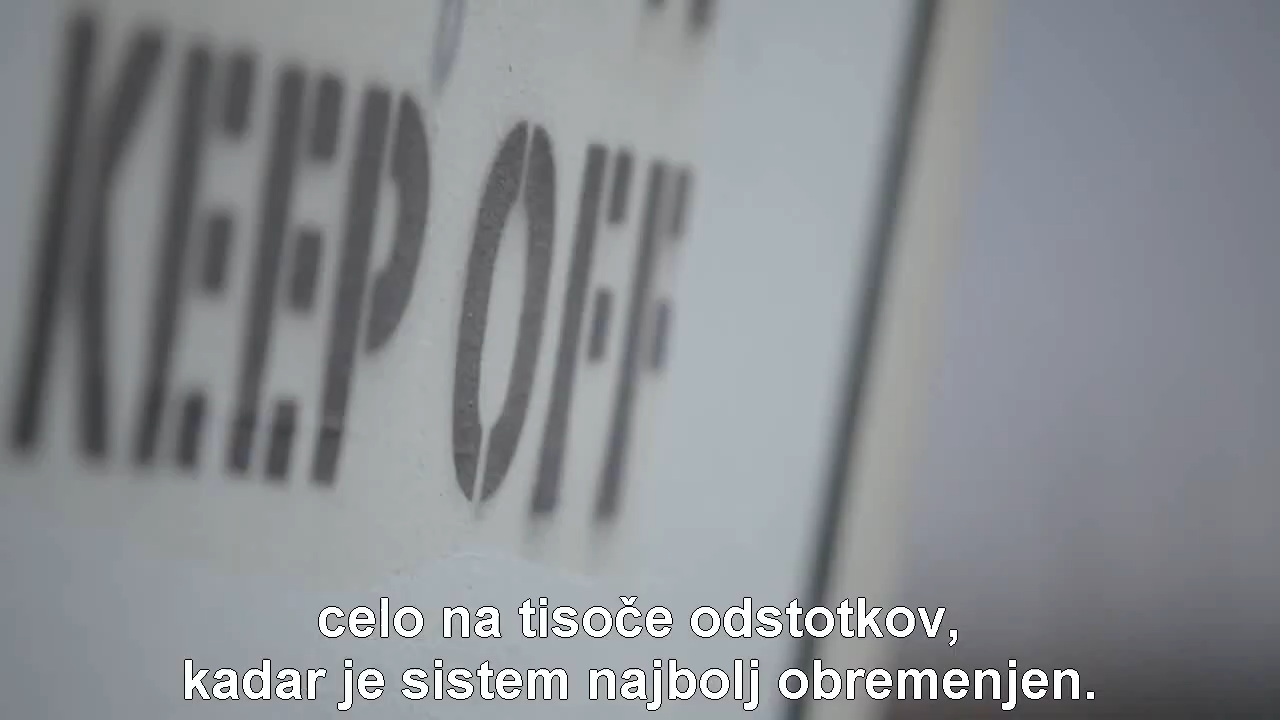 KEEP OFF
celo na tisoče odstotkov,
kadar je sistem najbolj obremenjen.